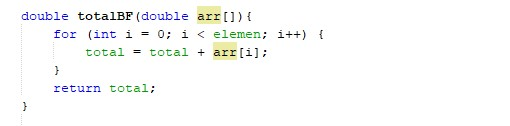 double totalBF(double arr[]){
for (int i = 0; i < elemen; i++) {
total = total + arr[i];
}
return total;
}